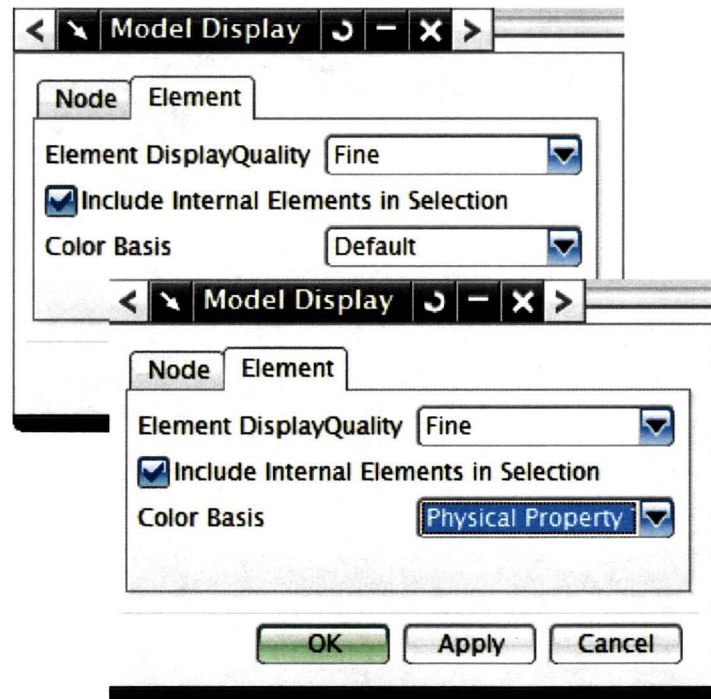 Model Display
Node Element
Element DisplayQuality Fine
Include Internal Elements in Selection
Color Basis Default
Model Display
Node Element
Element DisplayQuality Fine
Include Internal Elements in Selection
Color Basis Physical Property
OK Apply Cancel